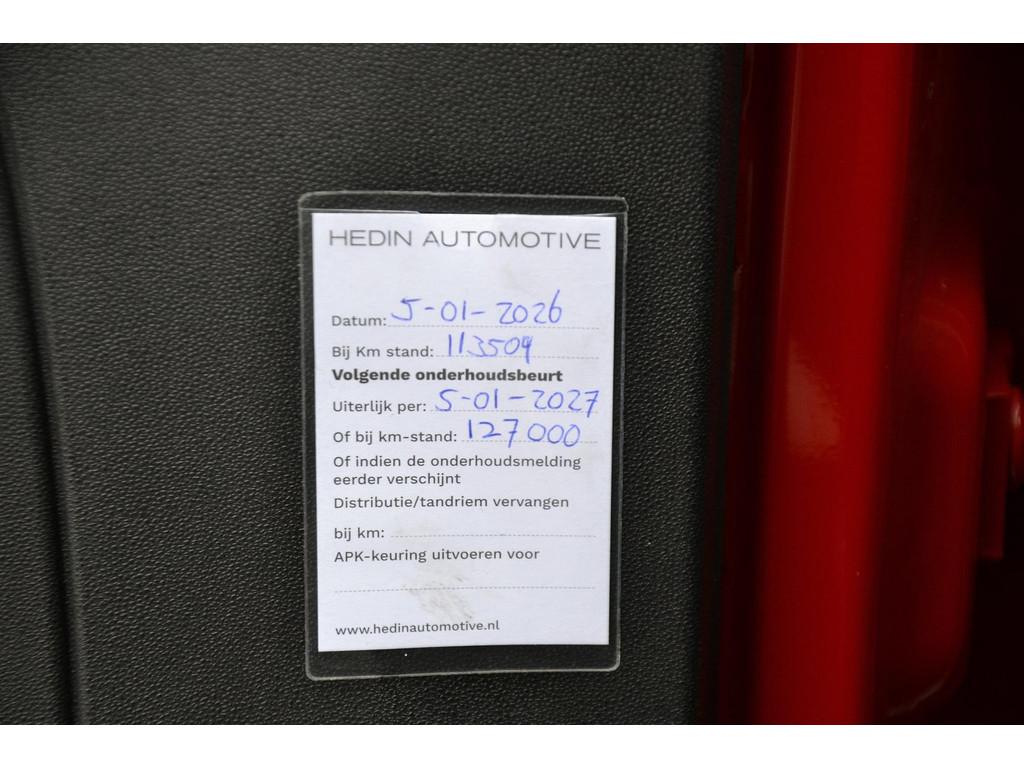 HEDIN AUTOMOTIVE
Datum: 5-01-2026
Bij Km stand: 113509
Volgende onderhoudsbeurt
Uiterlijk per: 5-01-2027
Of bij km-stand: 127000
Of indien de onderhoudsmelding
eerder verschijnt
Distributie/tandriem vervangen
bij km:
APK-keuring uitvoeren voor
www.hedinautomotive.nl